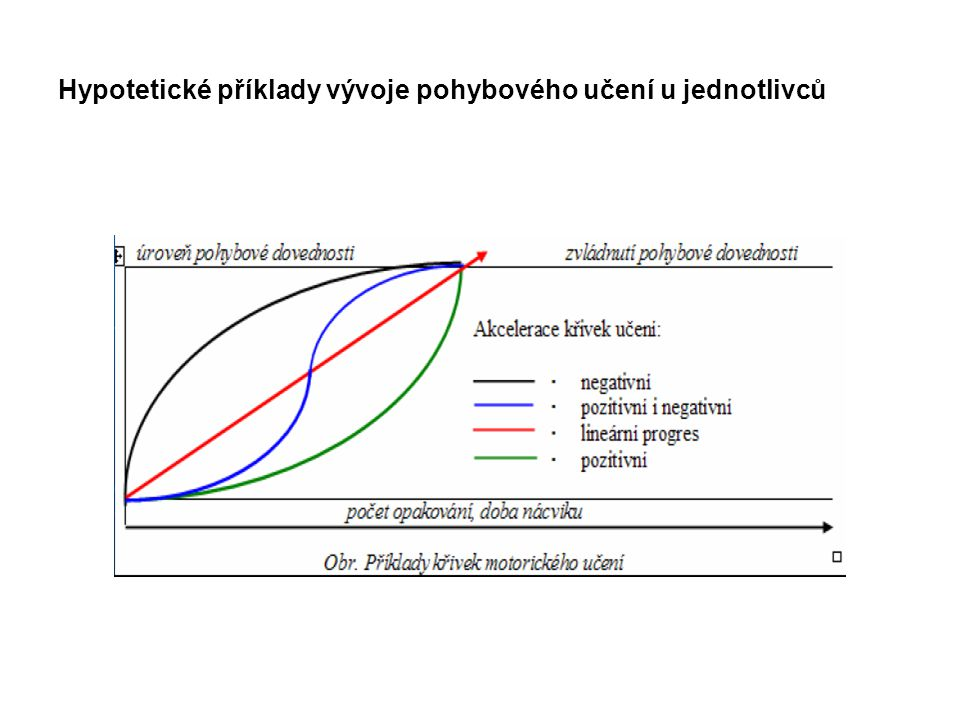 Hypotetické příklady vývoje pohybového učení u jednotlivců
úroveň pohybové dovednosti
zvládnutí pohybové dovednosti
Akcelerace křivek učeni:
· negativní
· pozitivní i negativní
· lineární progres
· pozitivní
počet opakování, doba nácviku
Obr. Příklady křivek motorického učení